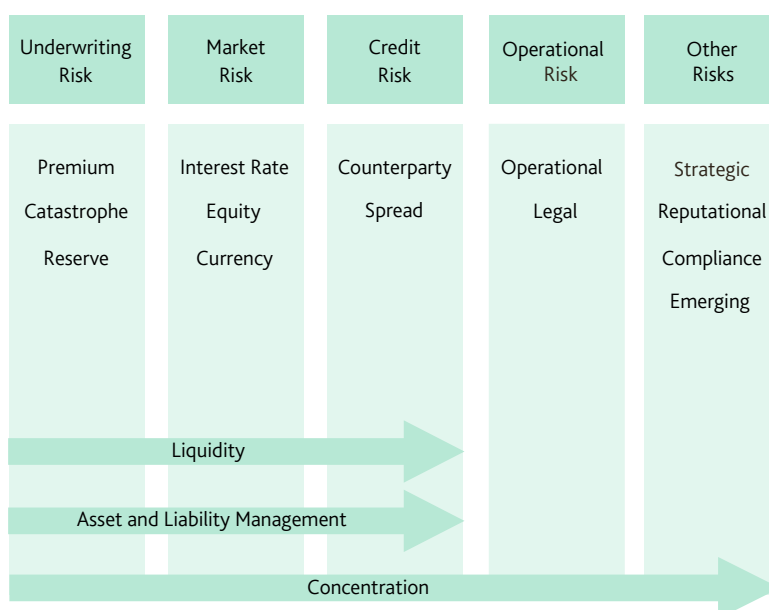 Underwriting
Risk
Market
Risk
Credit
Risk
Operational
Risk
Other
Risks
Premium
Catastrophe
Reserve
Interest Rate
Equity
Currency
Counterparty
Spread
Operational
Legal
Strategic
Reputational
Compliance
Emerging
Liquidity
Asset and Liability Management
Concentration